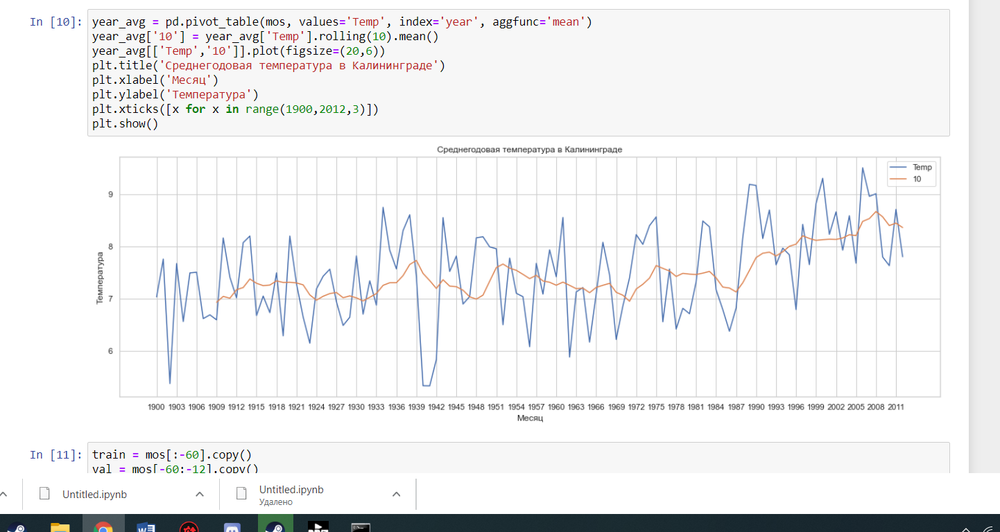 In [10]: year_avg = pd.pivot_table(mos, values='Temp', index='year', aggfunc='mean')
year_avg['10'] = year_avg['Temp'].rolling(10).mean()
year_avg[['Temp','10']].plot(figsize=(20,6))
plt.title('Среднегодовая температура в Калининграде')
plt.xlabel('Месяц')
plt.ylabel('Температура')
plt.xticks([x for x in range(1900,2012,3)])
plt.show()
Среднегодовая температура в Калининграде
Temp
10
9
8
7
6
Температура
1900 1903 1906 1909 1912 1915 1918 1921 1924 1927 1930 1933 1936 1939 1942 1945 1948 1951 1954 1957 1960 1963 1966 1969 1972 1975 1978 1981 1984 1987 1990 1993 1996 1999 2002 2005 2008 2011
Месяц
In [11]: train = mos[:-60].copy()
val = mos[-60:-12].copy()
Untitled.ipynb
Untitled.ipynb
Удалено